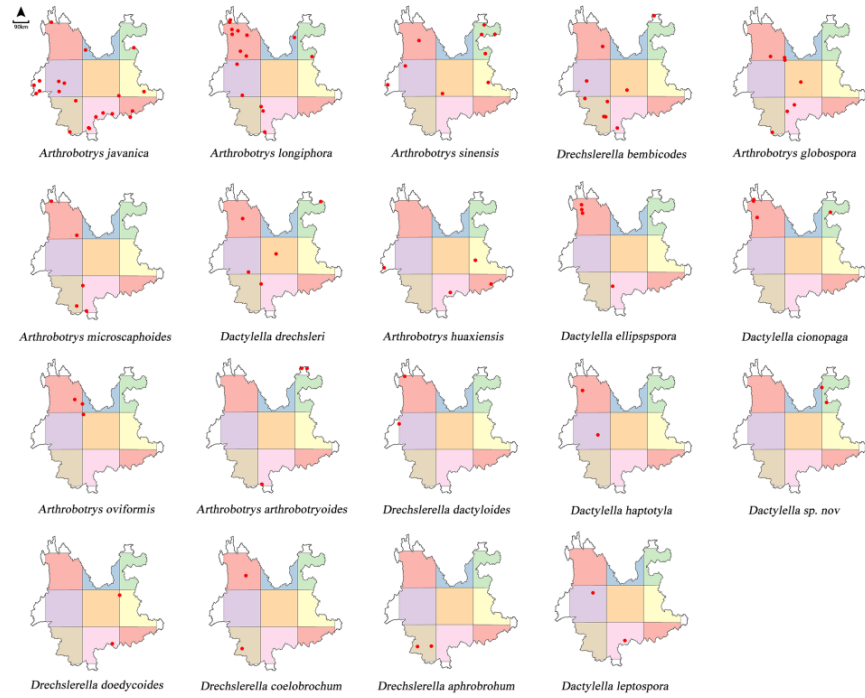 90km
Arthrobotrys javanica
Arthrobotrys longiphora
Arthrobotrys sinensis
Drechslerella bembicodes
Arthrobotrys globospora
Arthrobotrys microscaphoides
Dactylella drechsleri
Arthrobotrys huaxiensis
Dactylella ellipspspora
Dactylella cionopaga
Arthrobotrys oviformis
Arthrobotrys arthrobotryoides
Drechslerella dactyloides
Dactylella haptotyla
Dactylella sp. nov
Drechslerella doedycoides
Drechslerella coelobrochum
Drechslerella aphrobrohum
Dactylella leptospora